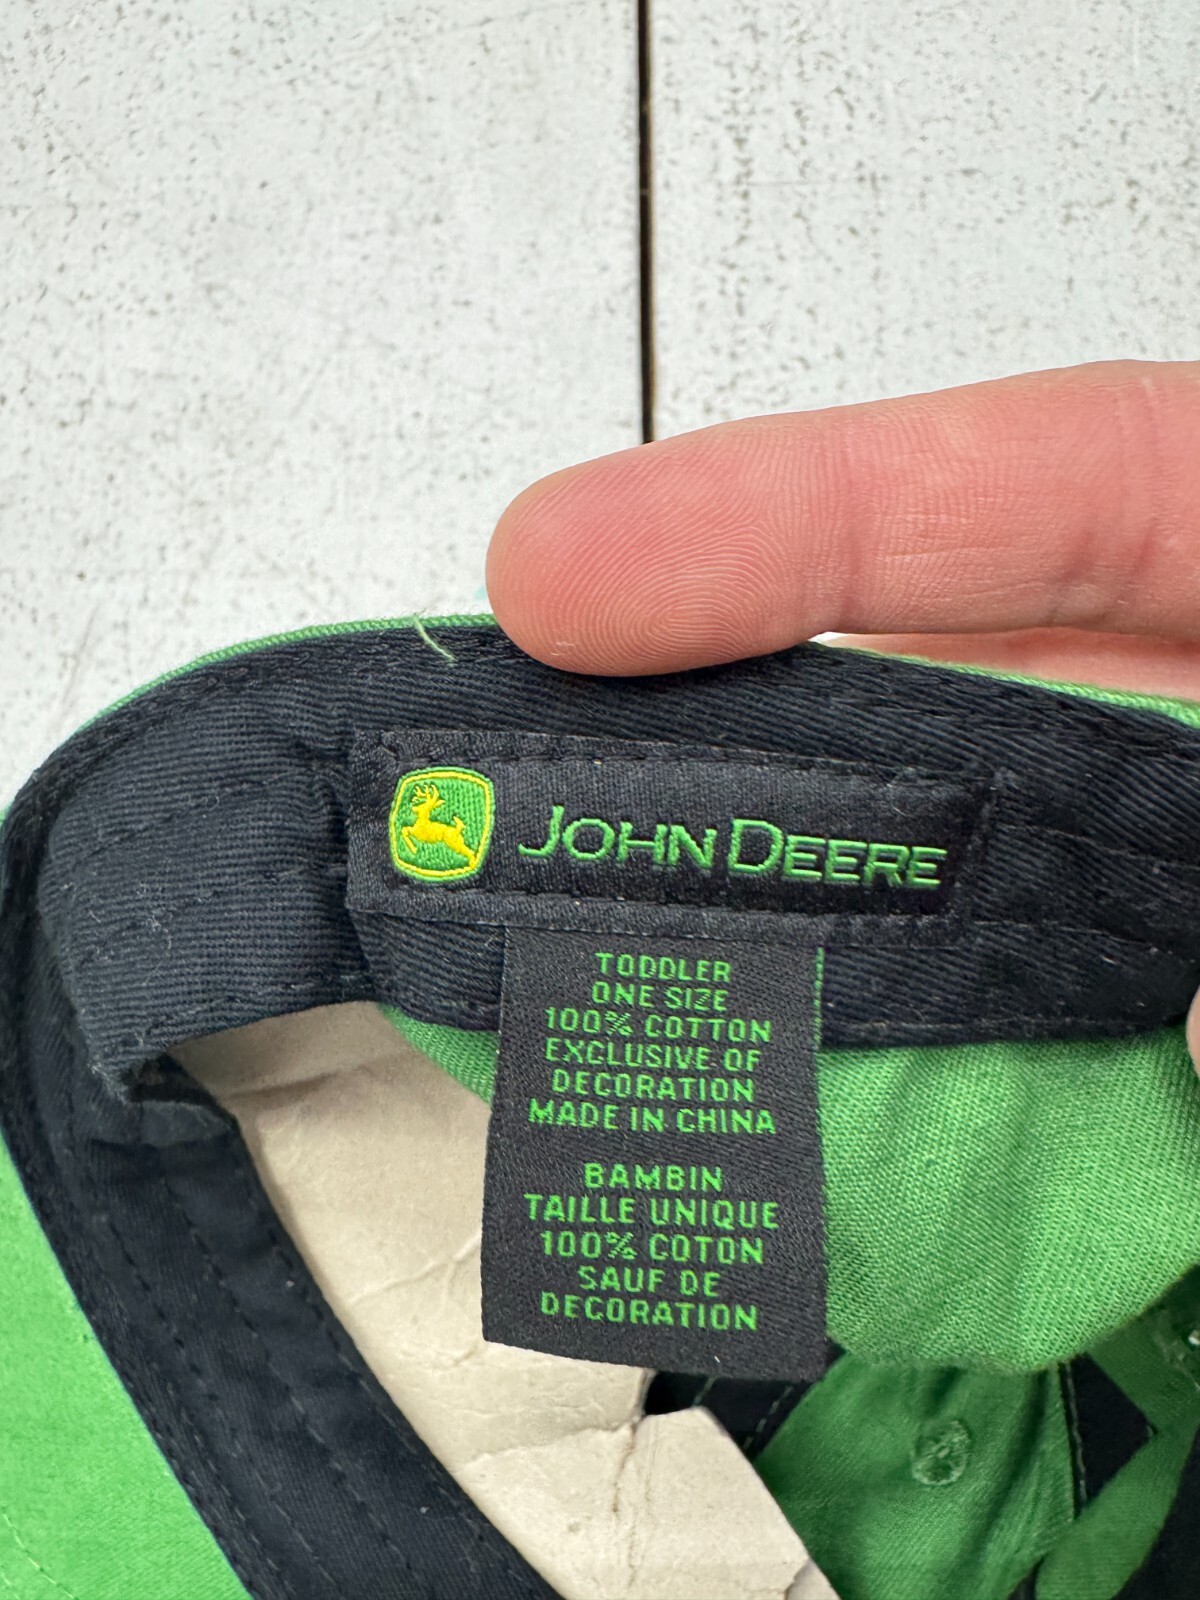 JOHN DEERE
TODDLER
ONE SIZE
100% COTTON
EXCLUSIVE OF
DECORATION
MADE IN CHINA
BAMBIN
TAILLE UNIQUE
100% COTON
SAUF DE
DECORATION